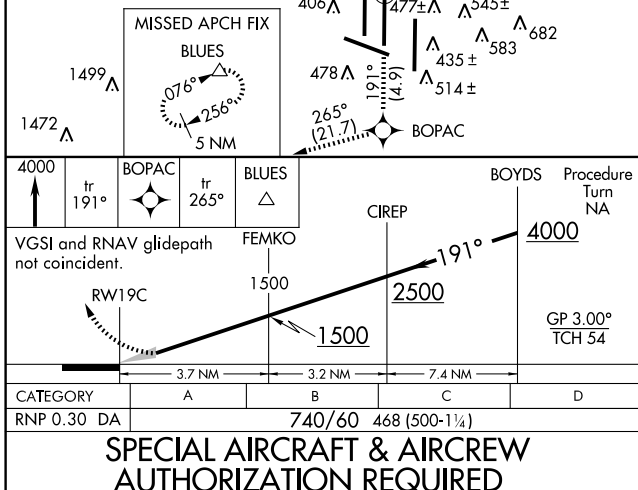 406
477±
545±
682
583
435±
514±
MISSED APCH FIX
BLUES
076°
256°
5 NM
1499
1472
478
191°
(4.9)
265°
(21.7)
BOPAC
4000
tr
191°
BOPAC
tr
265°
BLUES
BOYDS
Procedure
Turn
NA
VGSI and RNAV glidepath
not coincident.
FEMKO
CIREP
4000
191°
RW19C
1500
2500
1500
GP 3.00°
TCH 54
3.7 NM
3.2 NM
7.4 NM
CATEGORY A B C D
RNP 0.30 DA 740/60 468 (500-1¼)
SPECIAL AIRCRAFT & AIRCREW
AUTHORIZATION REQUIRED